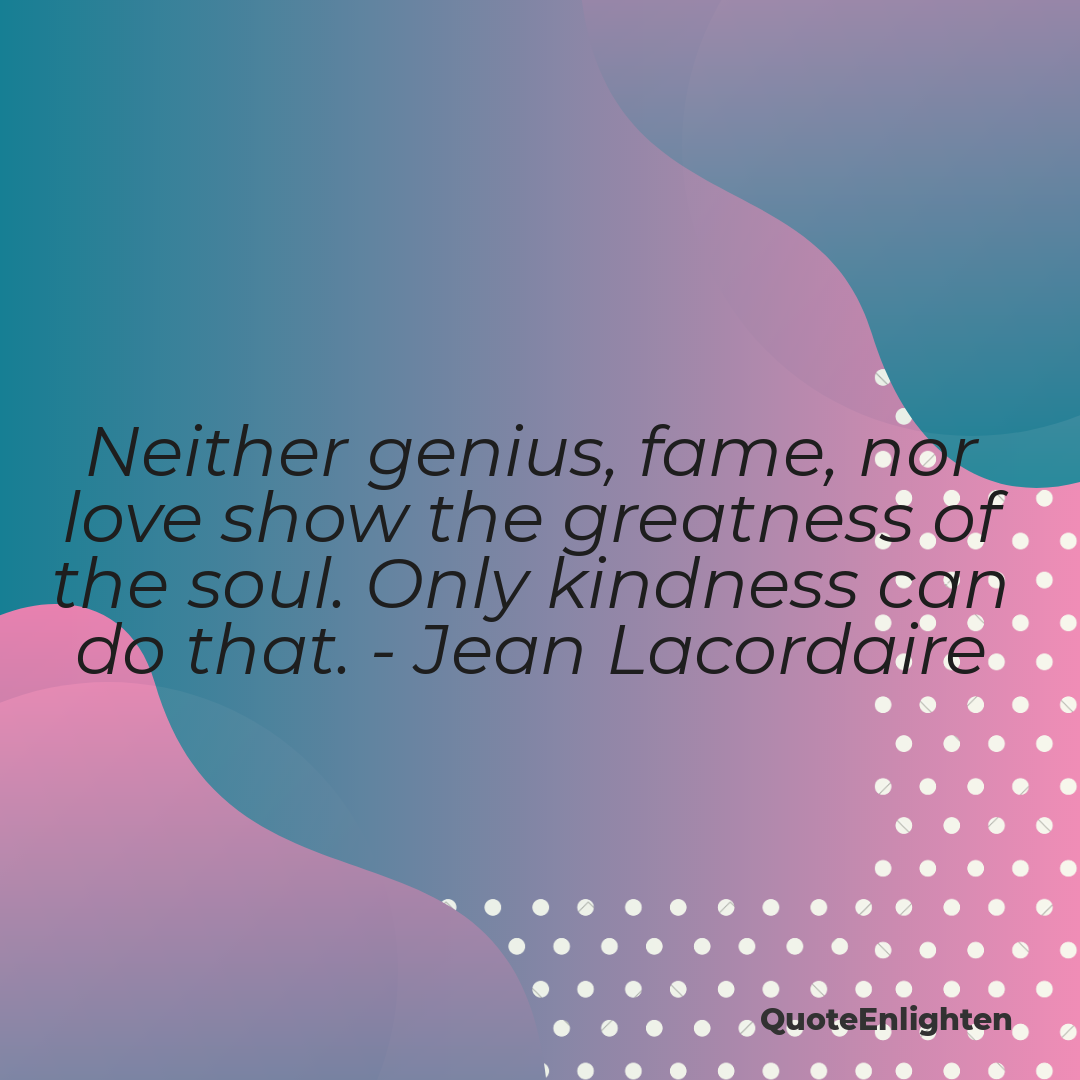 Neither genius, fame, nor
love show the greatness of
the soul. Only kindness can
do that. - Jean Lacordaire
QuoteEnlighten